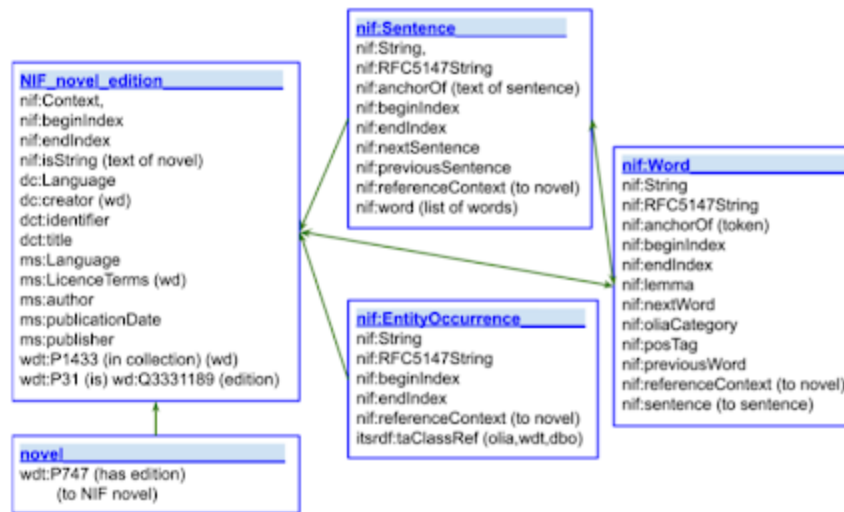 NIF_novel_edition
nif:Context,
nif:beginIndex
nif:endIndex
nif:isString (text of novel)
dc:Language
dc:creator (wd)
dct:identifier
dct:title
ms:Language
ms:LicenceTerms (wd)
ms:author
ms:publicationDate
ms:publisher
wdt:P1433 (in collection) (wd)
wdt:P31 (is) wd:Q3331189 (edition)
novel
wdt:P747 (has edition)
(to NIF novel)
nif:Sentence
nif:String,
nif:RFC5147String
nif:anchorOf (text of sentence)
nif:beginIndex
nif:endIndex
nif:nextSentence
nif:previousSentence
nif:referenceContext (to novel)
nif:word (list of words)
nif:EntityOccurrence
nif:String
nif:RFC5147String
nif:beginIndex
nif:endIndex
nif:referenceContext (to novel)
itsrdf:taClassRef (olia,wdt,dbo)
nif:Word
nif:String
nif:RFC5147String
nif:anchorOf (token)
nif:beginIndex
nif:endIndex
nif:lemma
nif:nextWord
nif:oliaCategory
nif:posTag
nif:previousWord
nif:referenceContext (to novel)
nif:sentence (to sentence)